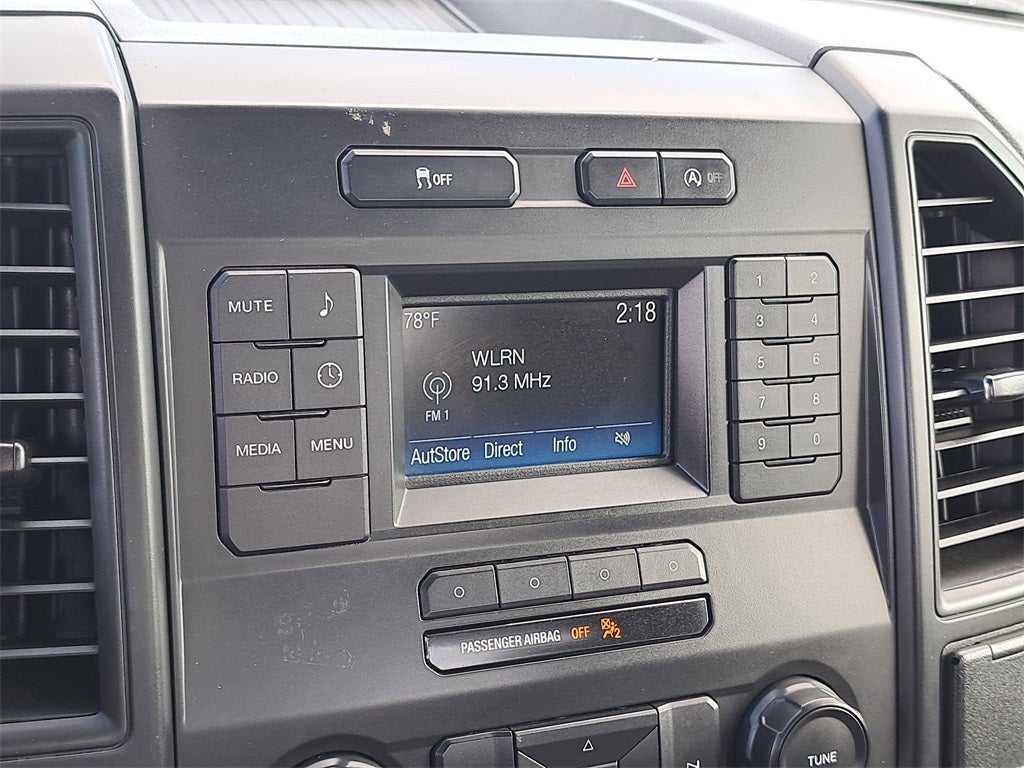 OFF
A OFF
MUTE
RADIO
MEDIA MENU
78°F 2:18
WLRN
91.3 MHz
FM 1
AutStore Direct Info
1 2
3 4
5 6
7 8
9 0
PASSENGER AIRBAG OFF 2
TUNE